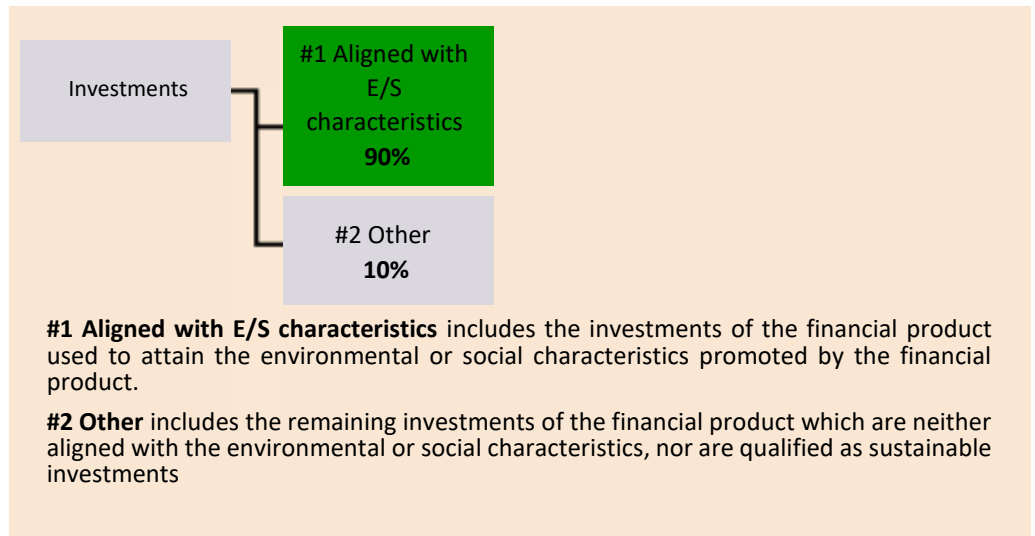 Investments
#1 Aligned with
E/S
characteristics
90%
#2 Other
10%
#1 Aligned with E/S characteristics includes the investments of the financial product
used to attain the environmental or social characteristics promoted by the financial
product.
#2 Other includes the remaining investments of the financial product which are neither
aligned with the environmental or social characteristics, nor are qualified as sustainable
investments